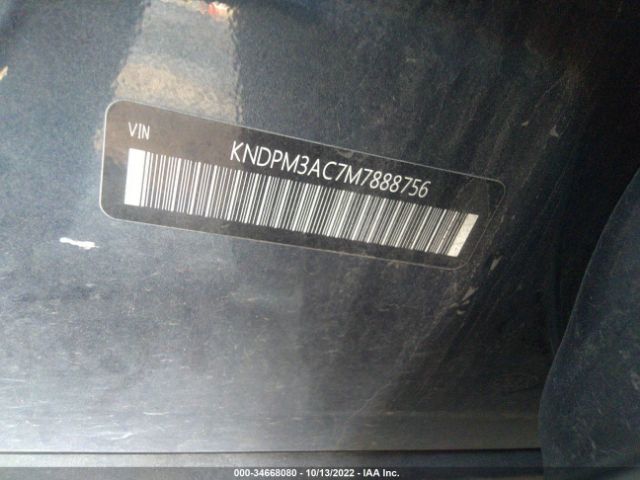 VIN
KNDPM3AC7M7888756
000-34668080 - 10/13/2022 - IAA Inc.